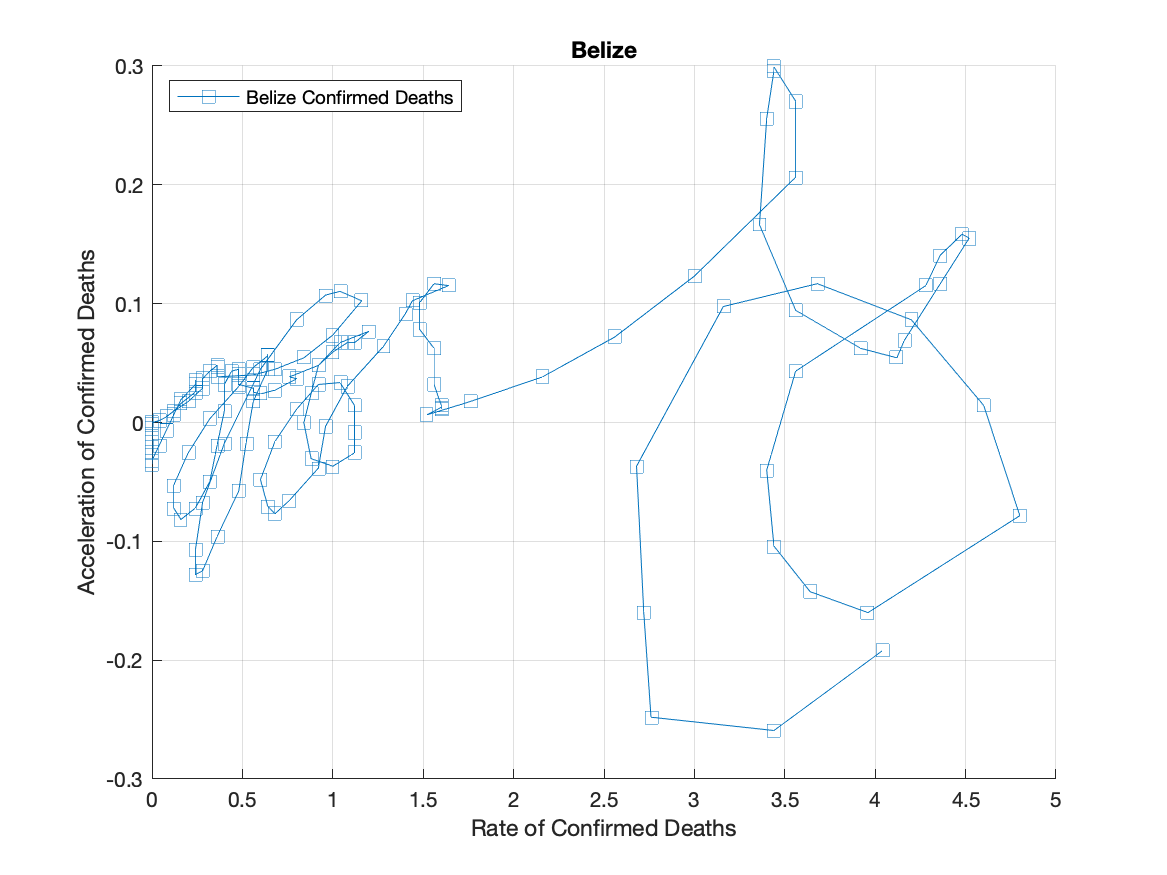 Belize
Belize Confirmed Deaths
Acceleration of Confirmed Deaths
0.3
0.2
0.1
0
-0.1
-0.2
-0.3
0 0.5 1 1.5 2 2.5 3 3.5 4 4.5 5
Rate of Confirmed Deaths